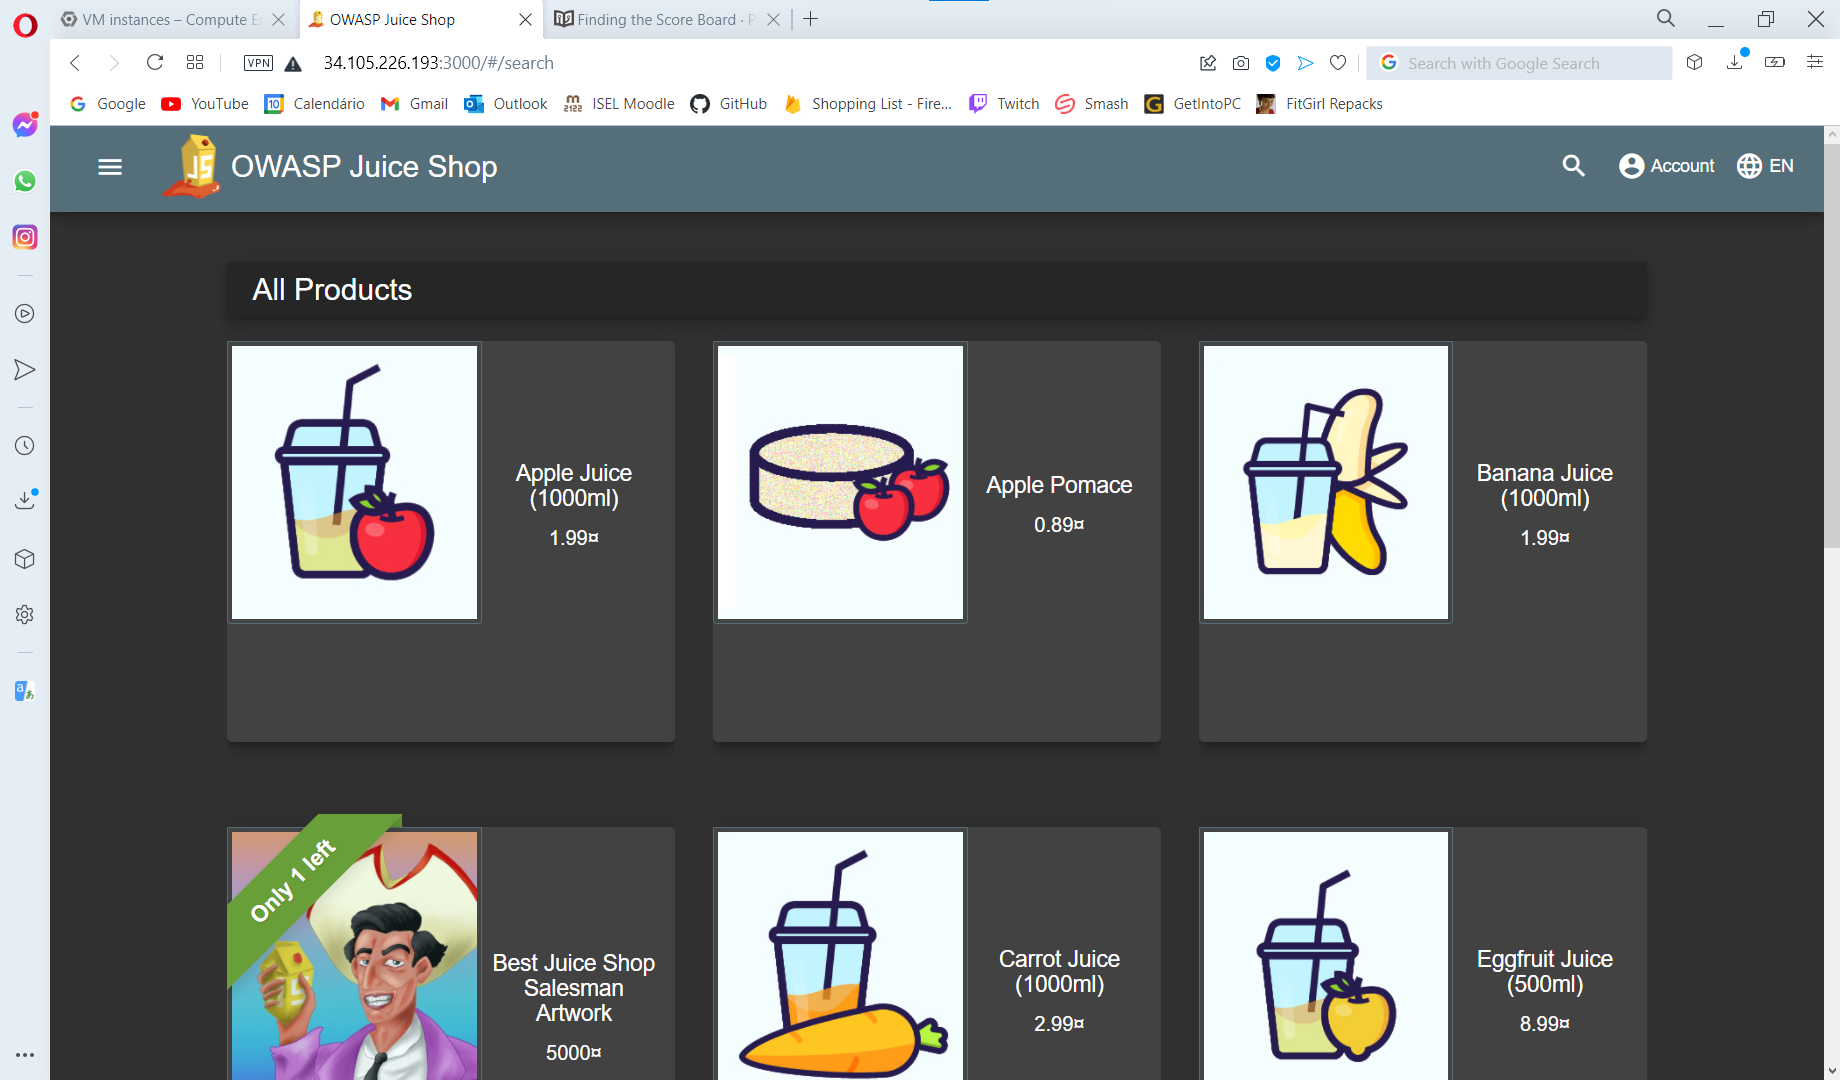 VM instances – Compute E
OWASP Juice Shop
Finding the Score Board · P
VPN
34.105.226.193:3000/#/search
Search with Google Search
Google
YouTube
10
Calendário
Gmail
Outlook
m
2122
ISEL Moodle
GitHub
Shopping List - Fire...
Twitch
Smash
G
GetIntoPC
FitGirl Repacks
JS
OWASP Juice Shop
Account
EN
All Products
Apple Juice
(1000ml)
1.99¤
Apple Pomace
0.89¤
Banana Juice
(1000ml)
1.99¤
Only 1 left
Best Juice Shop
Salesman
Artwork
5000¤
Carrot Juice
(1000ml)
2.99¤
Eggfruit Juice
(500ml)
8.99¤